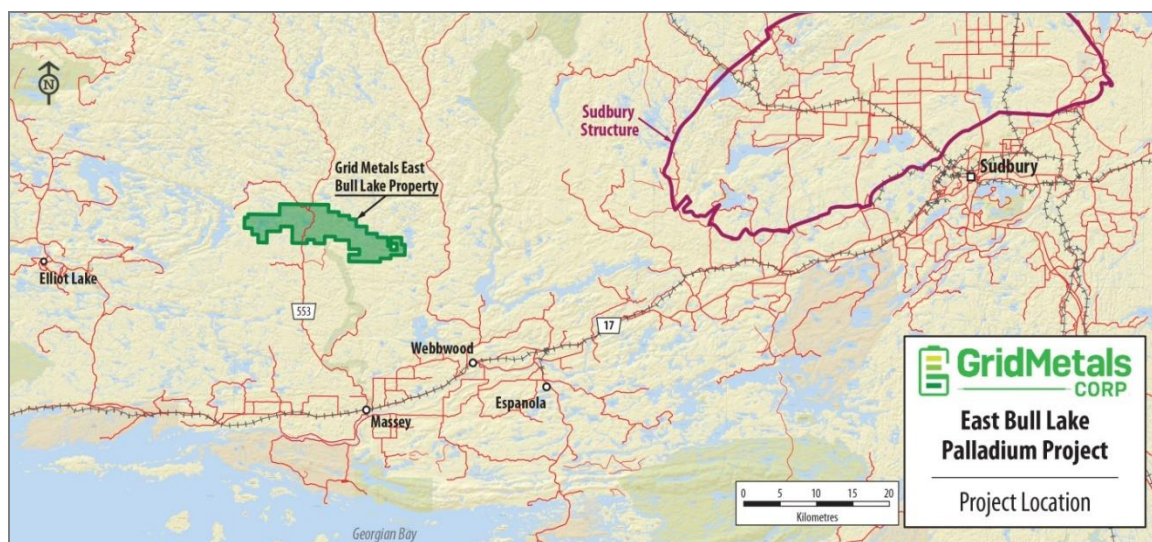 N
Sudbury
Structure
Sudbury
Grid Metals East
Bull Lake Property
Elliot Lake
553
17
Webbwood
Espanola
Massey
Georgian Bay
GridMetals
CORP
East Bull Lake
Palladium Project
Project Location
0 5 10 15 20
Kilometres